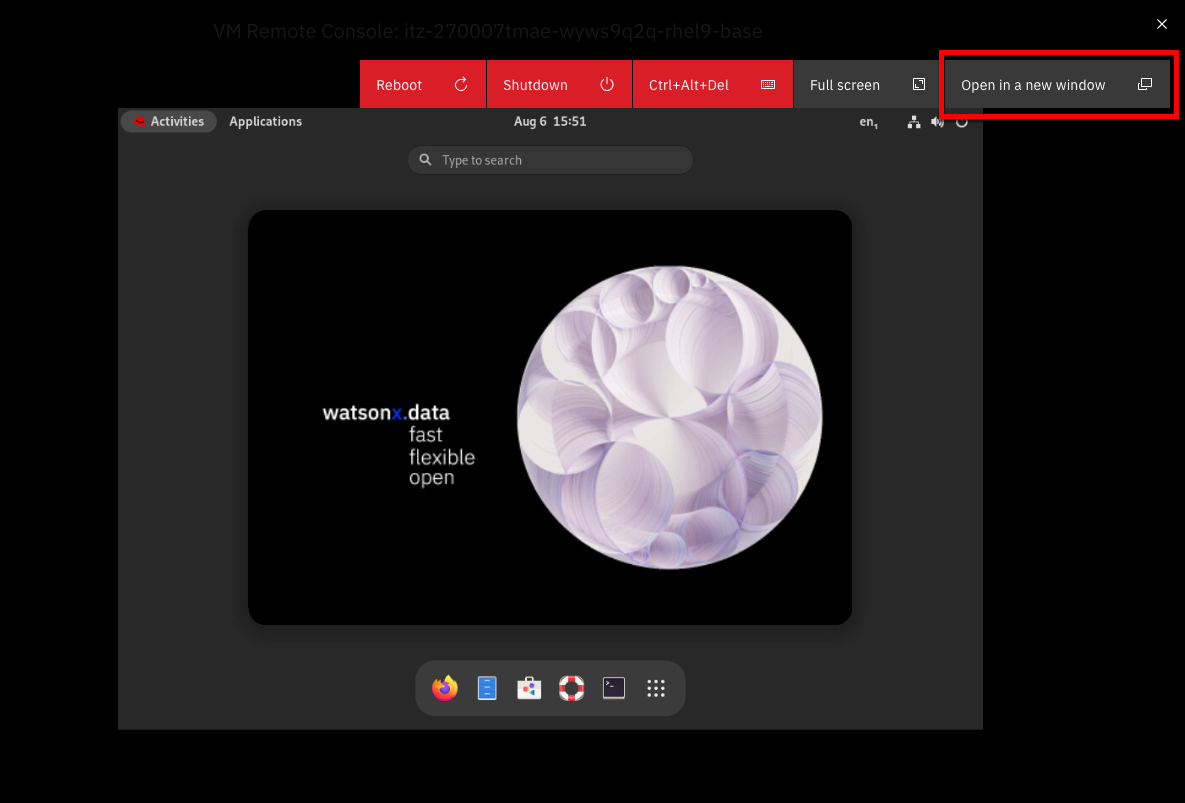 VM Remote Console: itz-270007tmae-wyws9q2q-rhel9-base
Reboot Shutdown Ctrl+Alt+Del Full screen Open in a new window
Activities Applications Aug 6 15:51 en1
Type to search
watsonx.data
fast
flexible
open